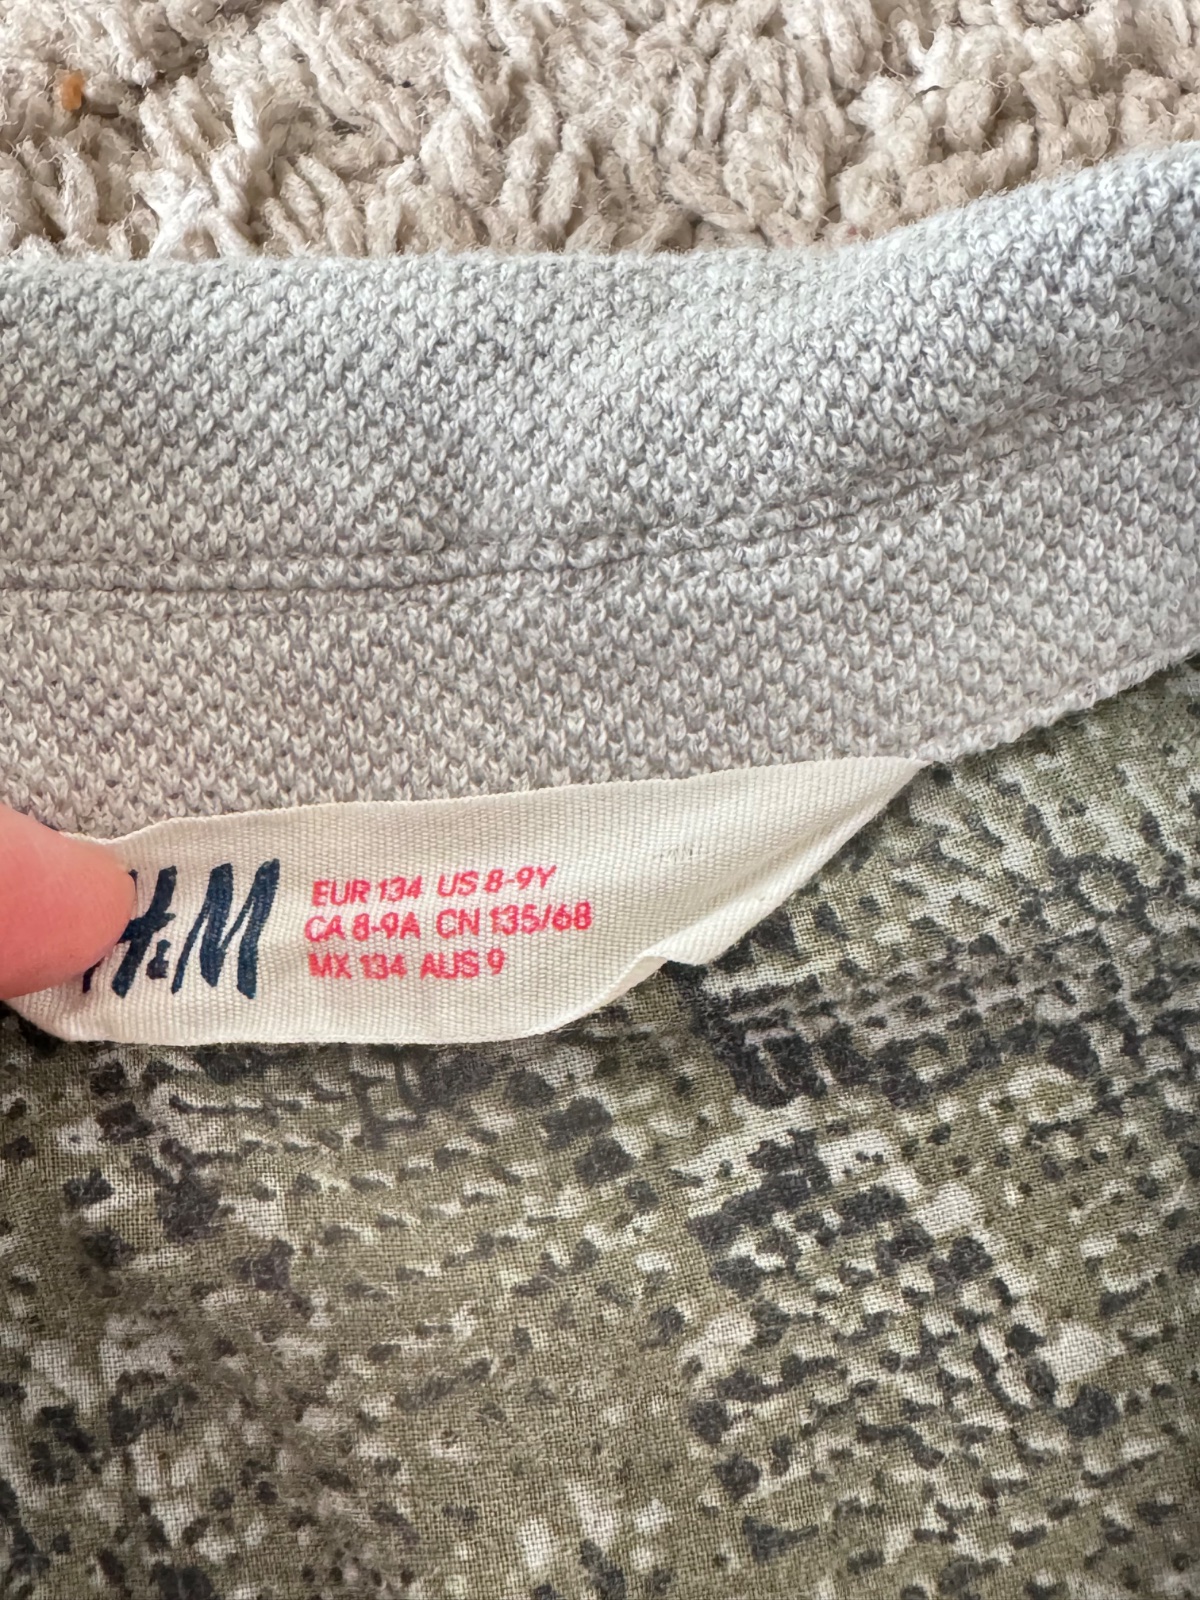 H&M
EUR 134 US 8-9Y
CA 8-9A CN 135/68
MX 134 AUS 9